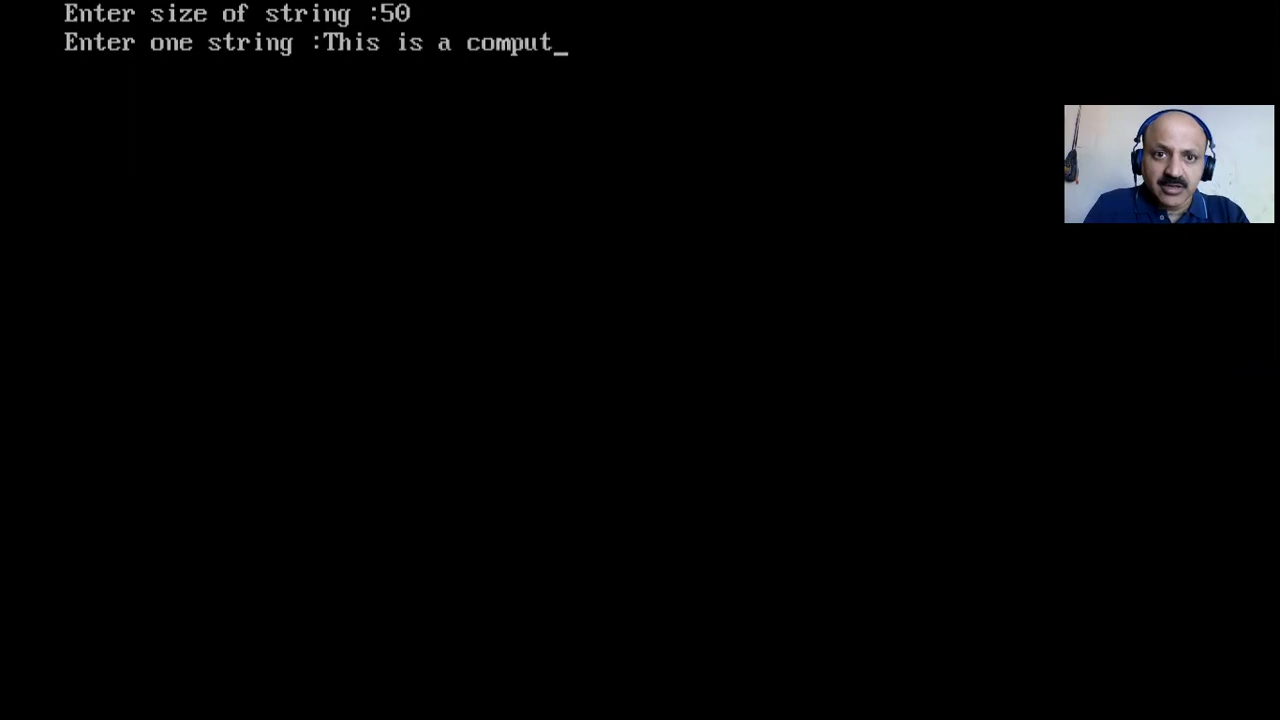 Enter size of string :50
Enter one string :This is a comput_